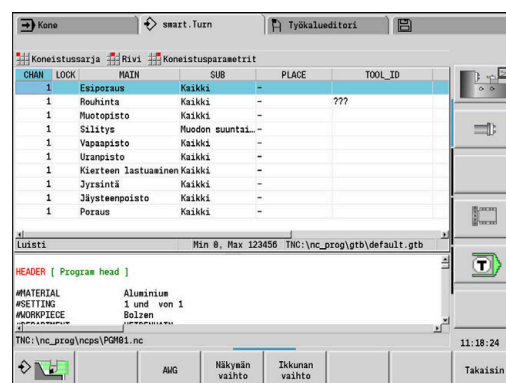 Kone smart.Turn Työkalueditori
Koneistussarja Rivi Koneistusparametrit
CHAN LOCK MAIN SUB PLACE TOOL_ID
1 Esiporaus Kaikki -
1 Rouhinta Kaikki - ???
1 Muotopisto Kaikki -
1 Silitys Muodon suuntai… -
1 Vapaapisto Kaikki -
1 Uranpisto Kaikki -
1 Kierteen lastuaminen Kaikki -
1 Jyrsintä Kaikki -
1 Jäysteenpoisto Kaikki -
1 Poraus Kaikki -
Luisti Min 0, Max 123456 TNC:\nc_prog\gtb\default.gtb
HEADER [ Program head ]
#MATERIAL Aluminium
#SETTING 1 und von 1
#WORKPIECE Bolzen
TNC:\nc_prog\ncps\PGM01.nc
T
11:18:24
AWG Näkymän vaihto Ikkunan vaihto Takaisin